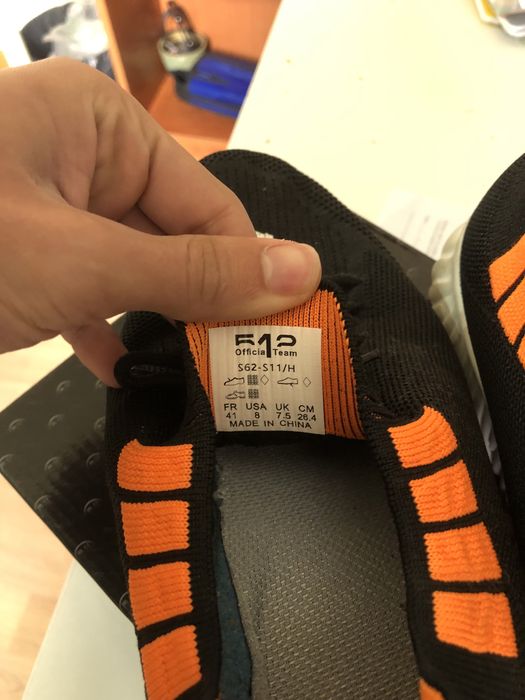 512
Official Team
S62-S11/H
FR USA UK CM
41 8 7.5 26.4
MADE IN CHINA